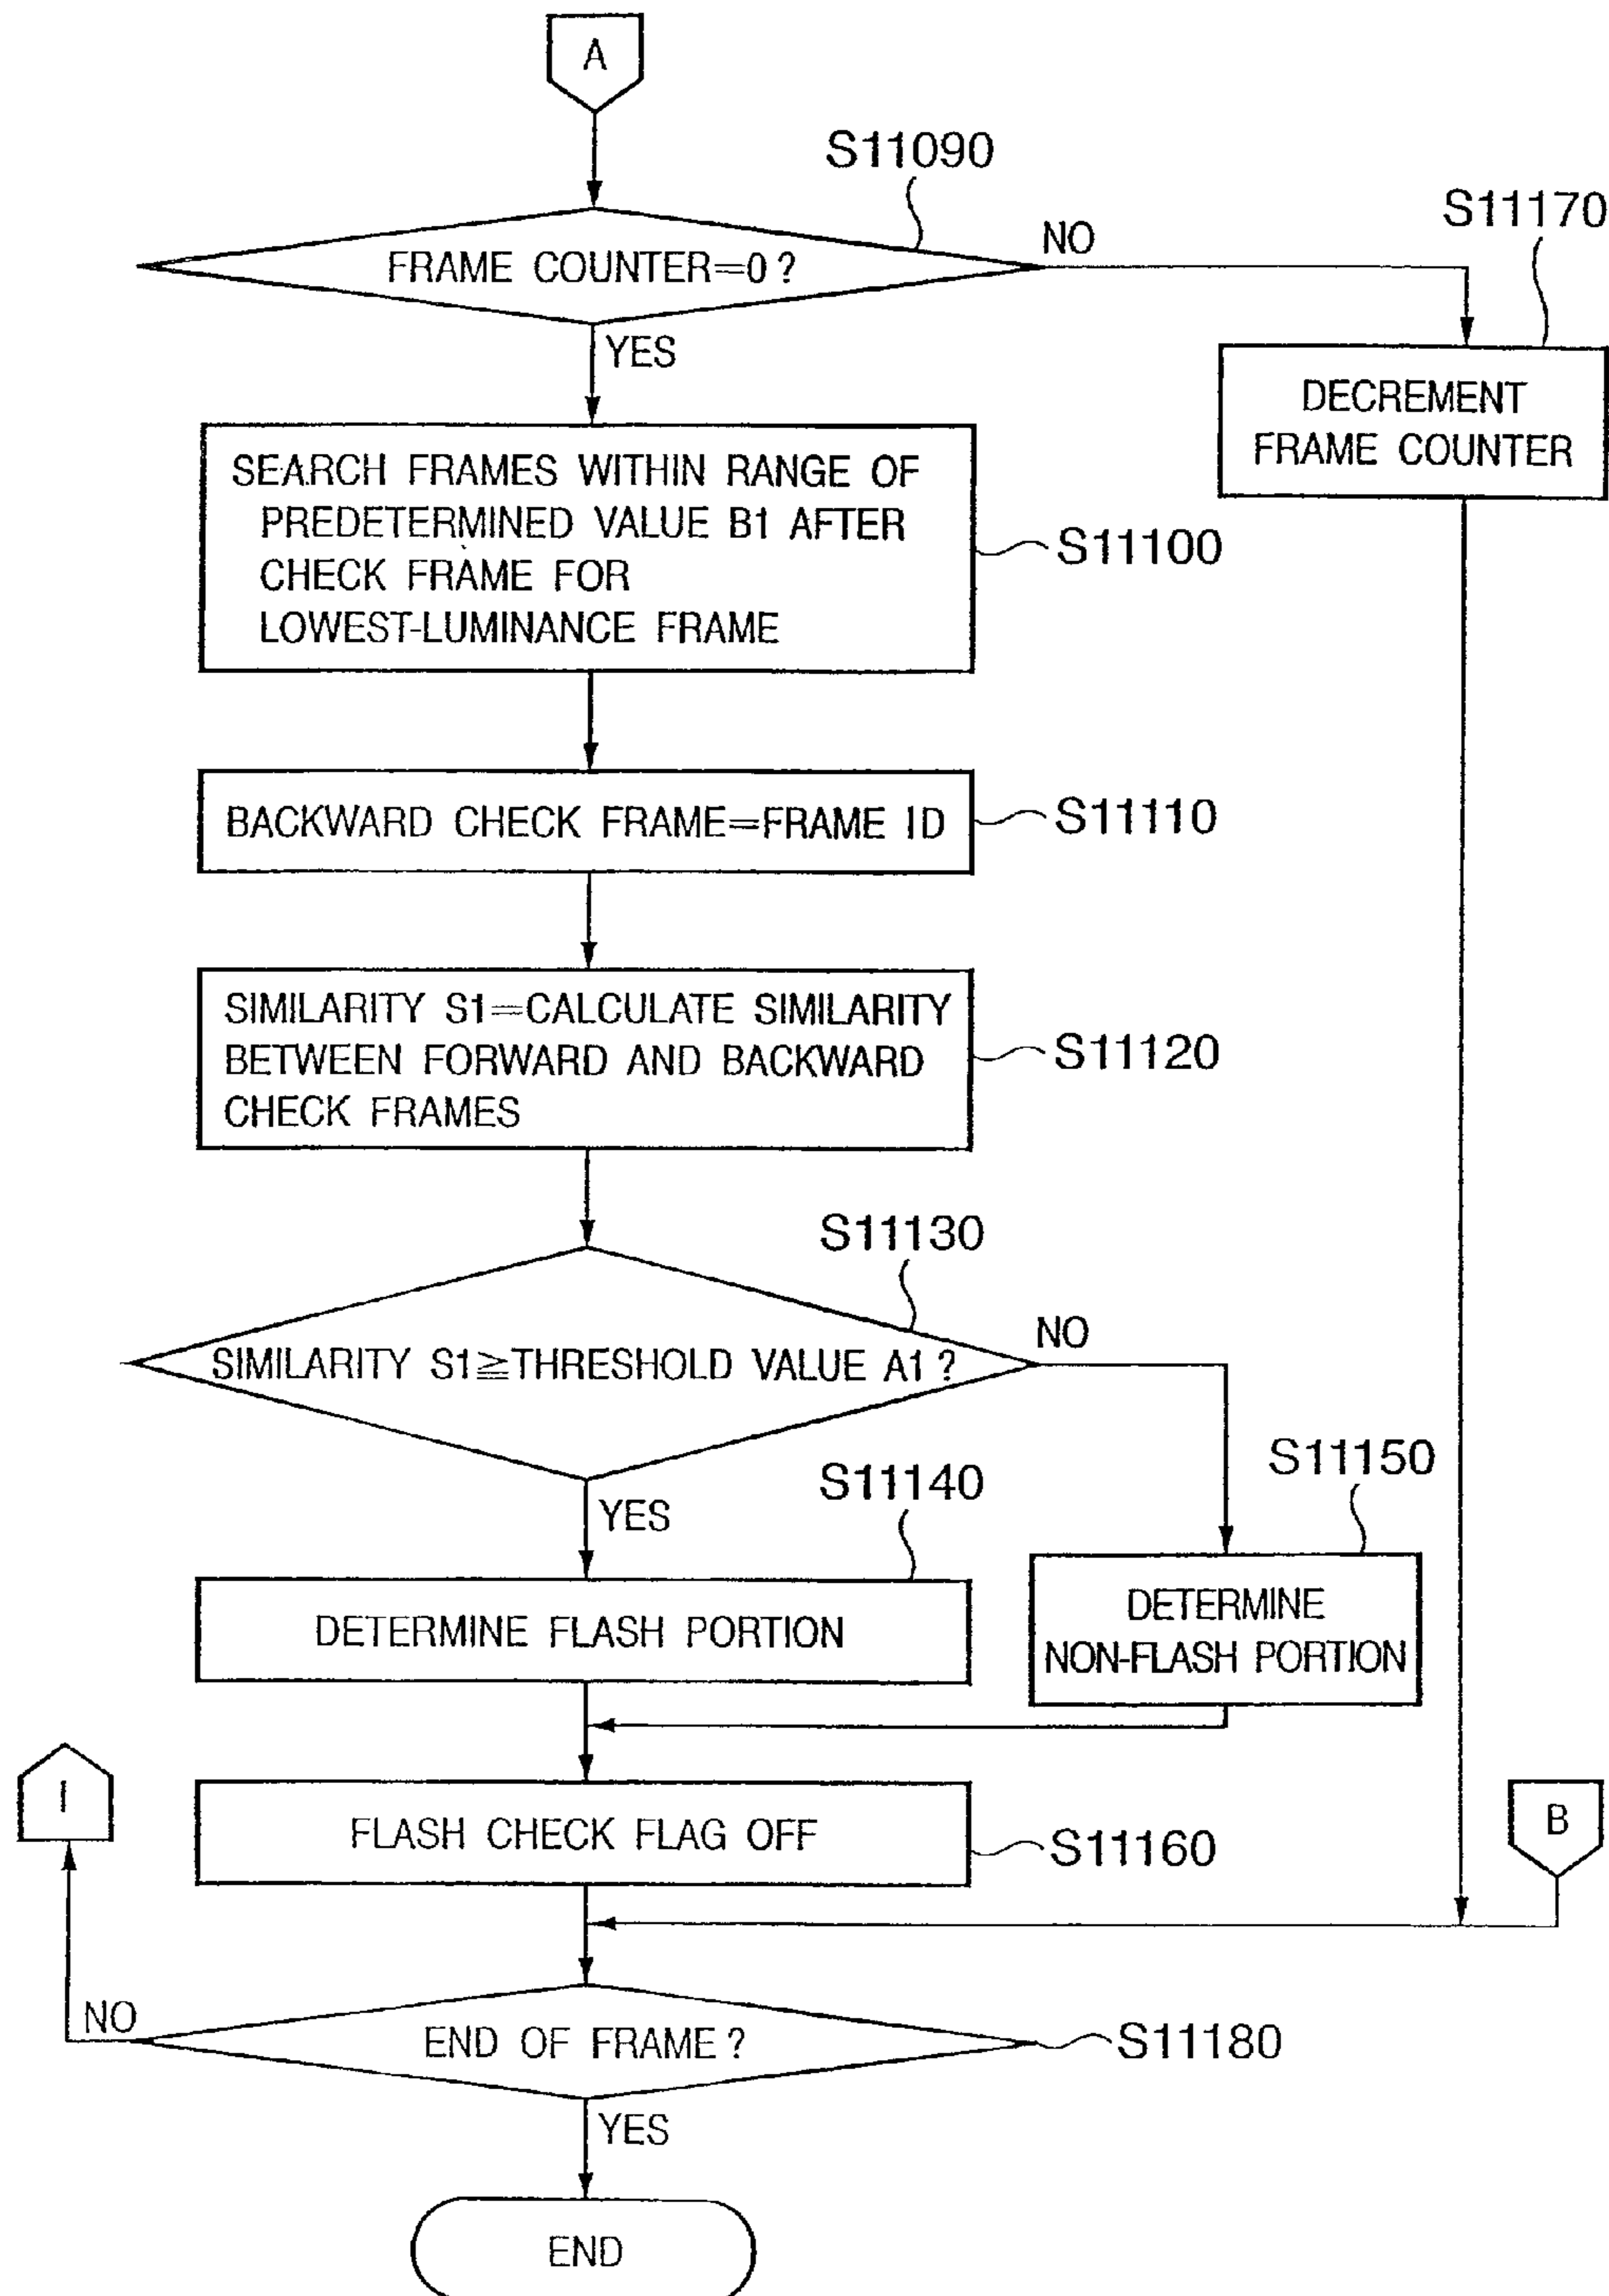 A
S11090
FRAME COUNTER=0?
NO
S11170
YES
DECREMENT
FRAME COUNTER
SEARCH FRAMES WITHIN RANGE OF
PREDETERMINED VALUE B1 AFTER
CHECK FRAME FOR
LOWEST-LUMINANCE FRAME
S11100
BACKWARD CHECK FRAME=FRAME ID
S11110
SIMILARITY S1=CALCULATE SIMILARITY
BETWEEN FORWARD AND BACKWARD
CHECK FRAMES
S11120
S11130
SIMILARITY S1≧THRESHOLD VALUE A1?
NO
YES
S11140
S11150
DETERMINE FLASH PORTION
DETERMINE
NON-FLASH PORTION
I
B
FLASH CHECK FLAG OFF
S11160
NO
END OF FRAME?
S11180
YES
END